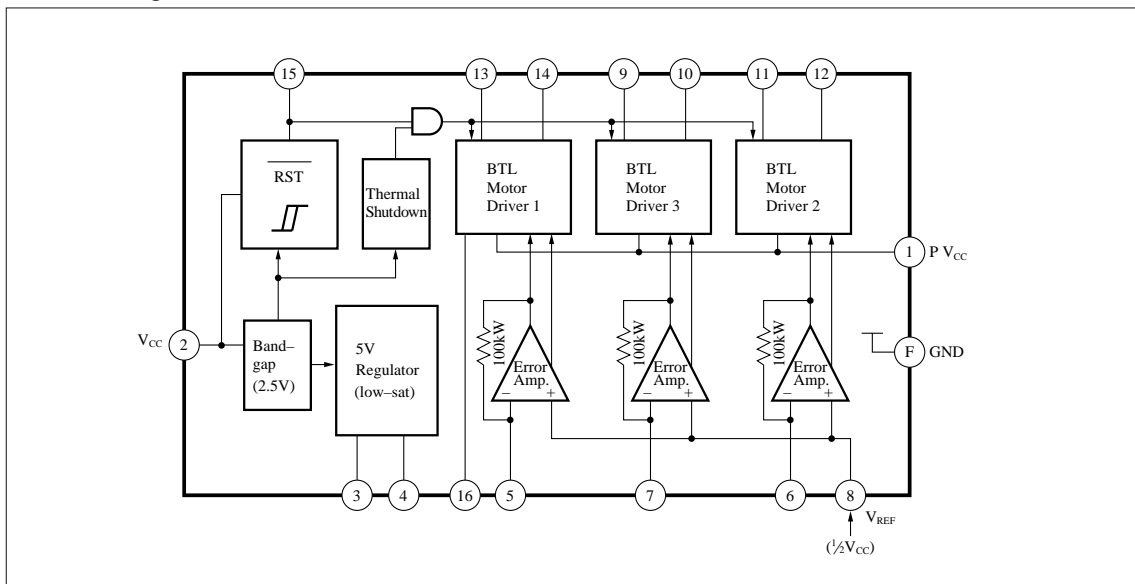 15
13
14
9
10
11
12
RST
Thermal
Shutdown
BTL
Motor
Driver 1
BTL
Motor
Driver 3
BTL
Motor
Driver 2
1
P VCC
VCC
2
Band–
gap
(2.5V)
5V
Regulator
(low–sat)
100kW
Error
Amp.
– +
100kW
Error
Amp.
– +
100kW
Error
Amp.
– +
F
GND
3
4
16
5
7
6
8
VREF
(½VCC)